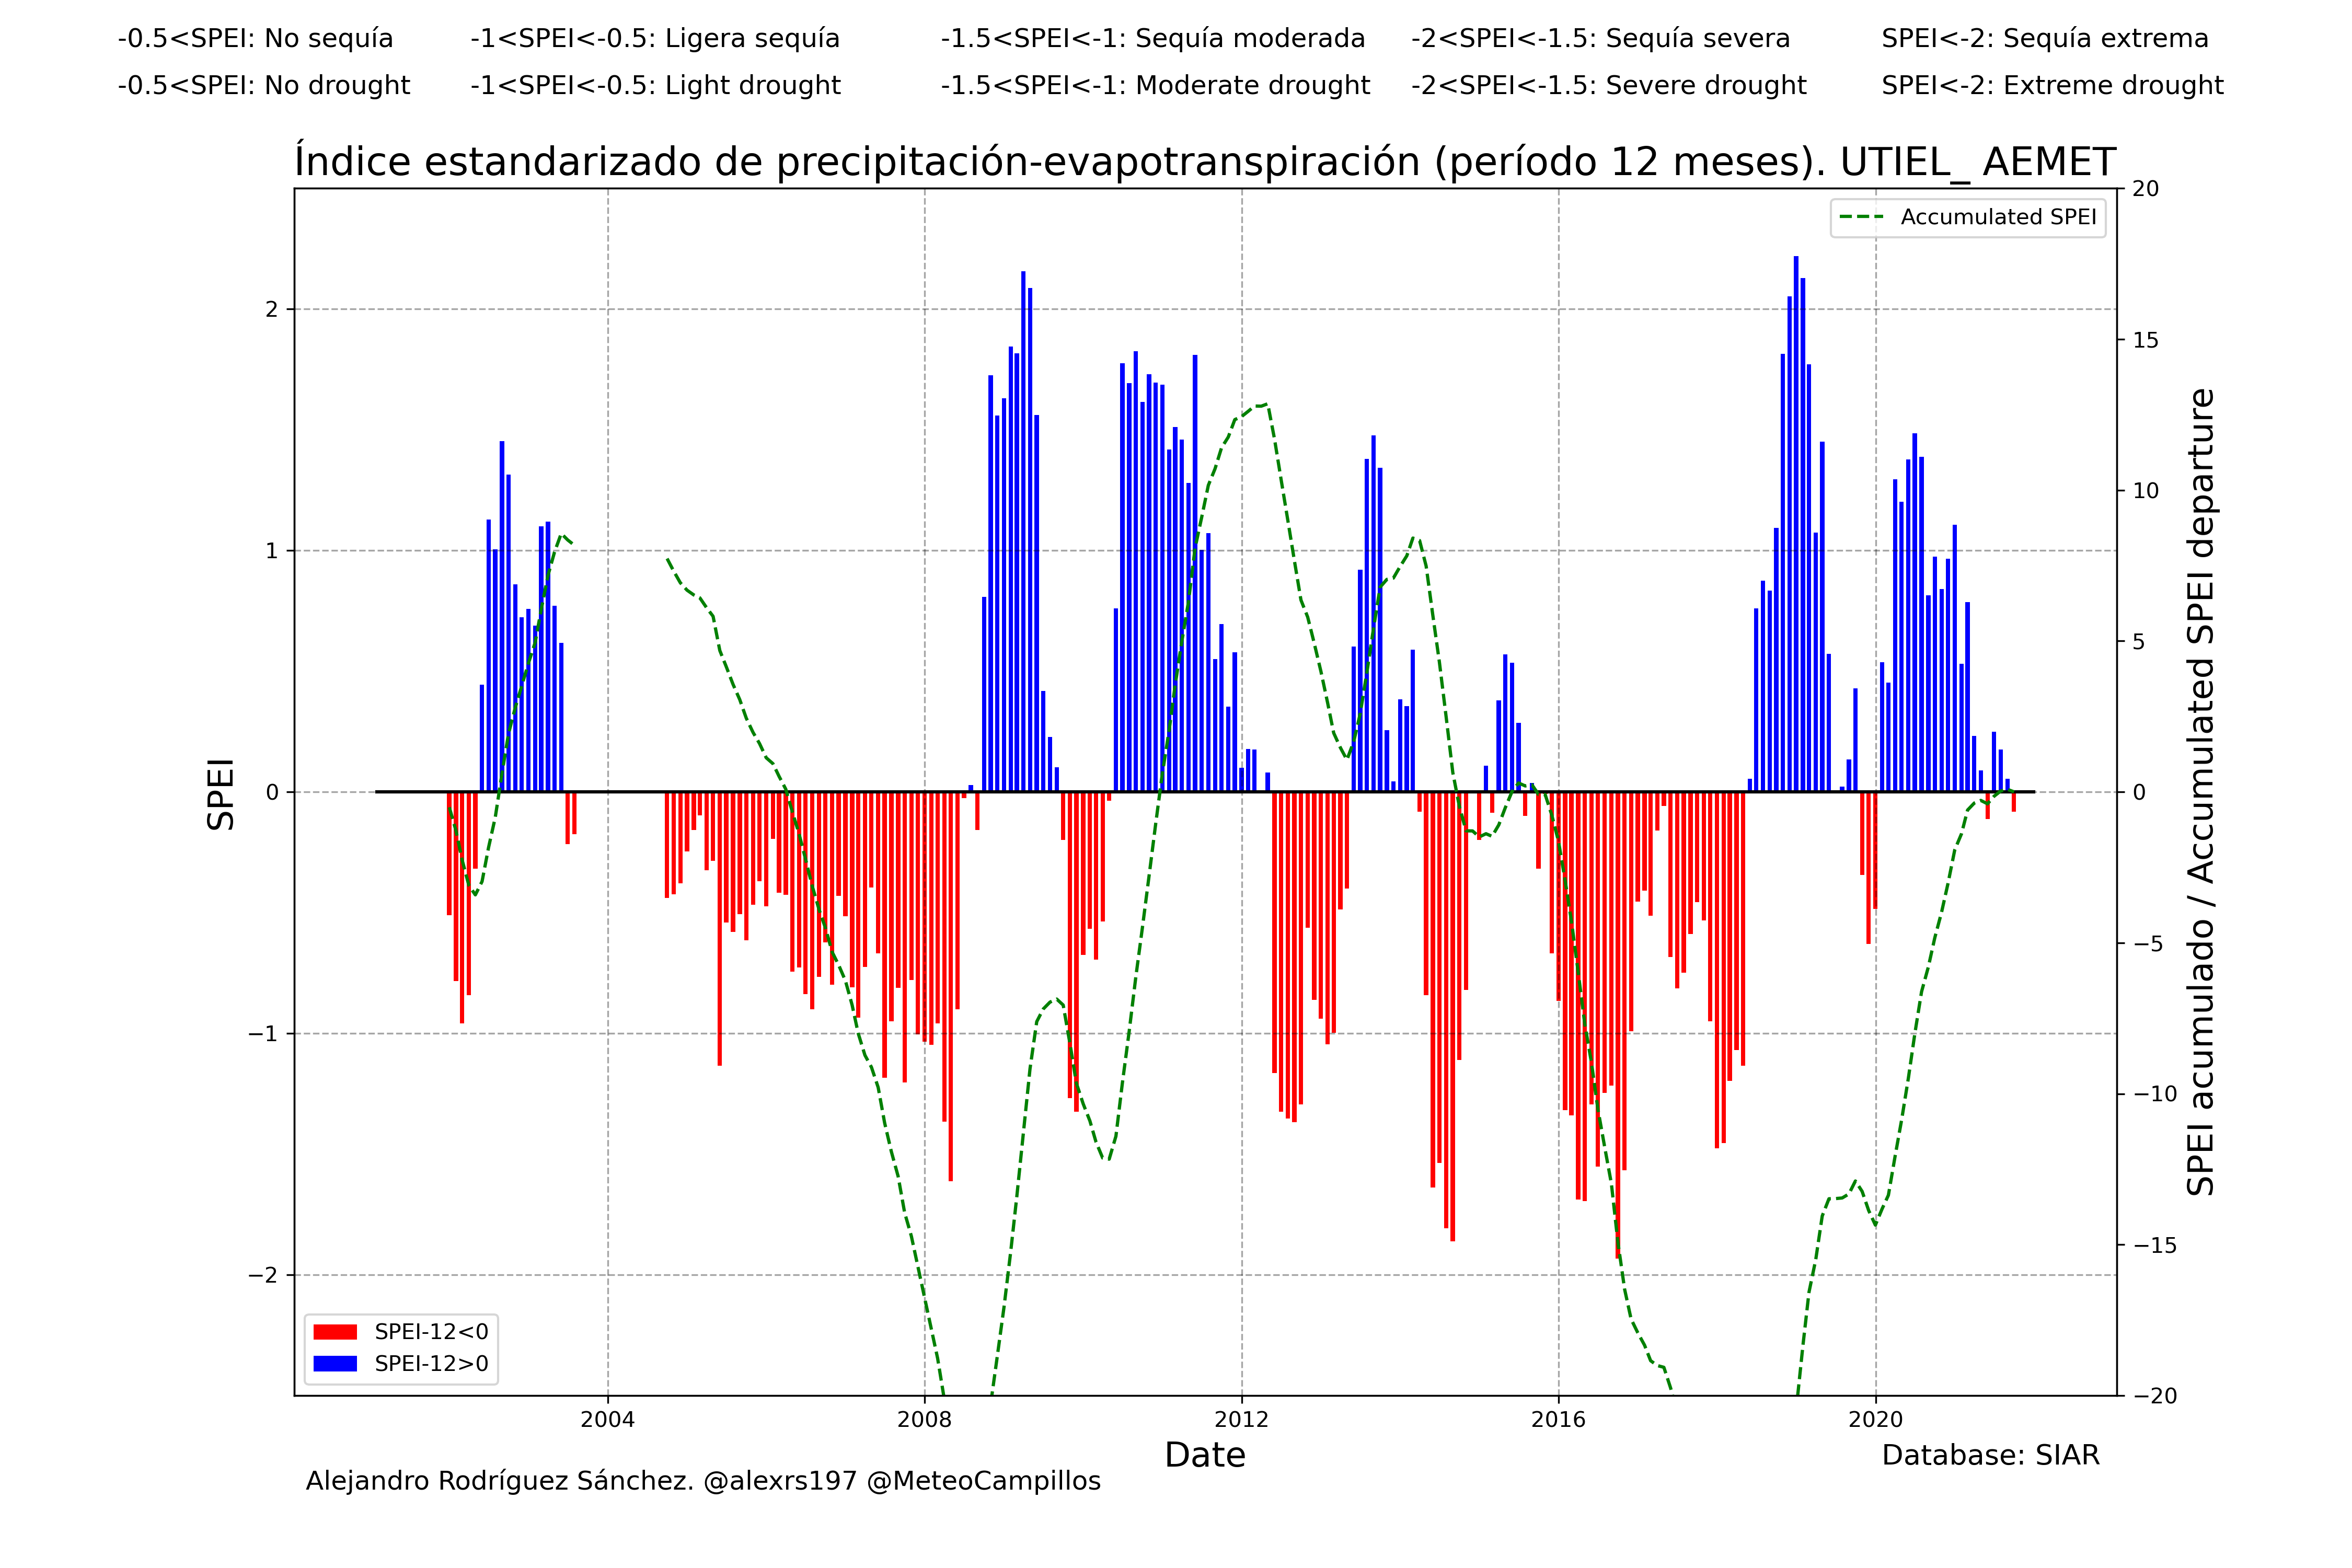 -0.5<SPEI: No sequía -1<SPEI<-0.5: Ligera sequía -1.5<SPEI<-1: Sequía moderada -2<SPEI<-1.5: Sequía severa SPEI<-2: Sequía extrema
-0.5<SPEI: No drought -1<SPEI<-0.5: Light drought -1.5<SPEI<-1: Moderate drought -2<SPEI<-1.5: Severe drought SPEI<-2: Extreme drought
Índice estandarizado de precipitación-evapotranspiración (período 12 meses). UTIEL_ AEMET
Accumulated SPEI
SPEI
2
1
0
−1
−2
20
15
10
5
0
−5
−10
−15
−20
SPEI acumulado / Accumulated SPEI departure
SPEI-12<0
SPEI-12>0
2004 2008 2012 2016 2020
Date
Database: SIAR
Alejandro Rodríguez Sánchez. @alexrs197 @MeteoCampillos